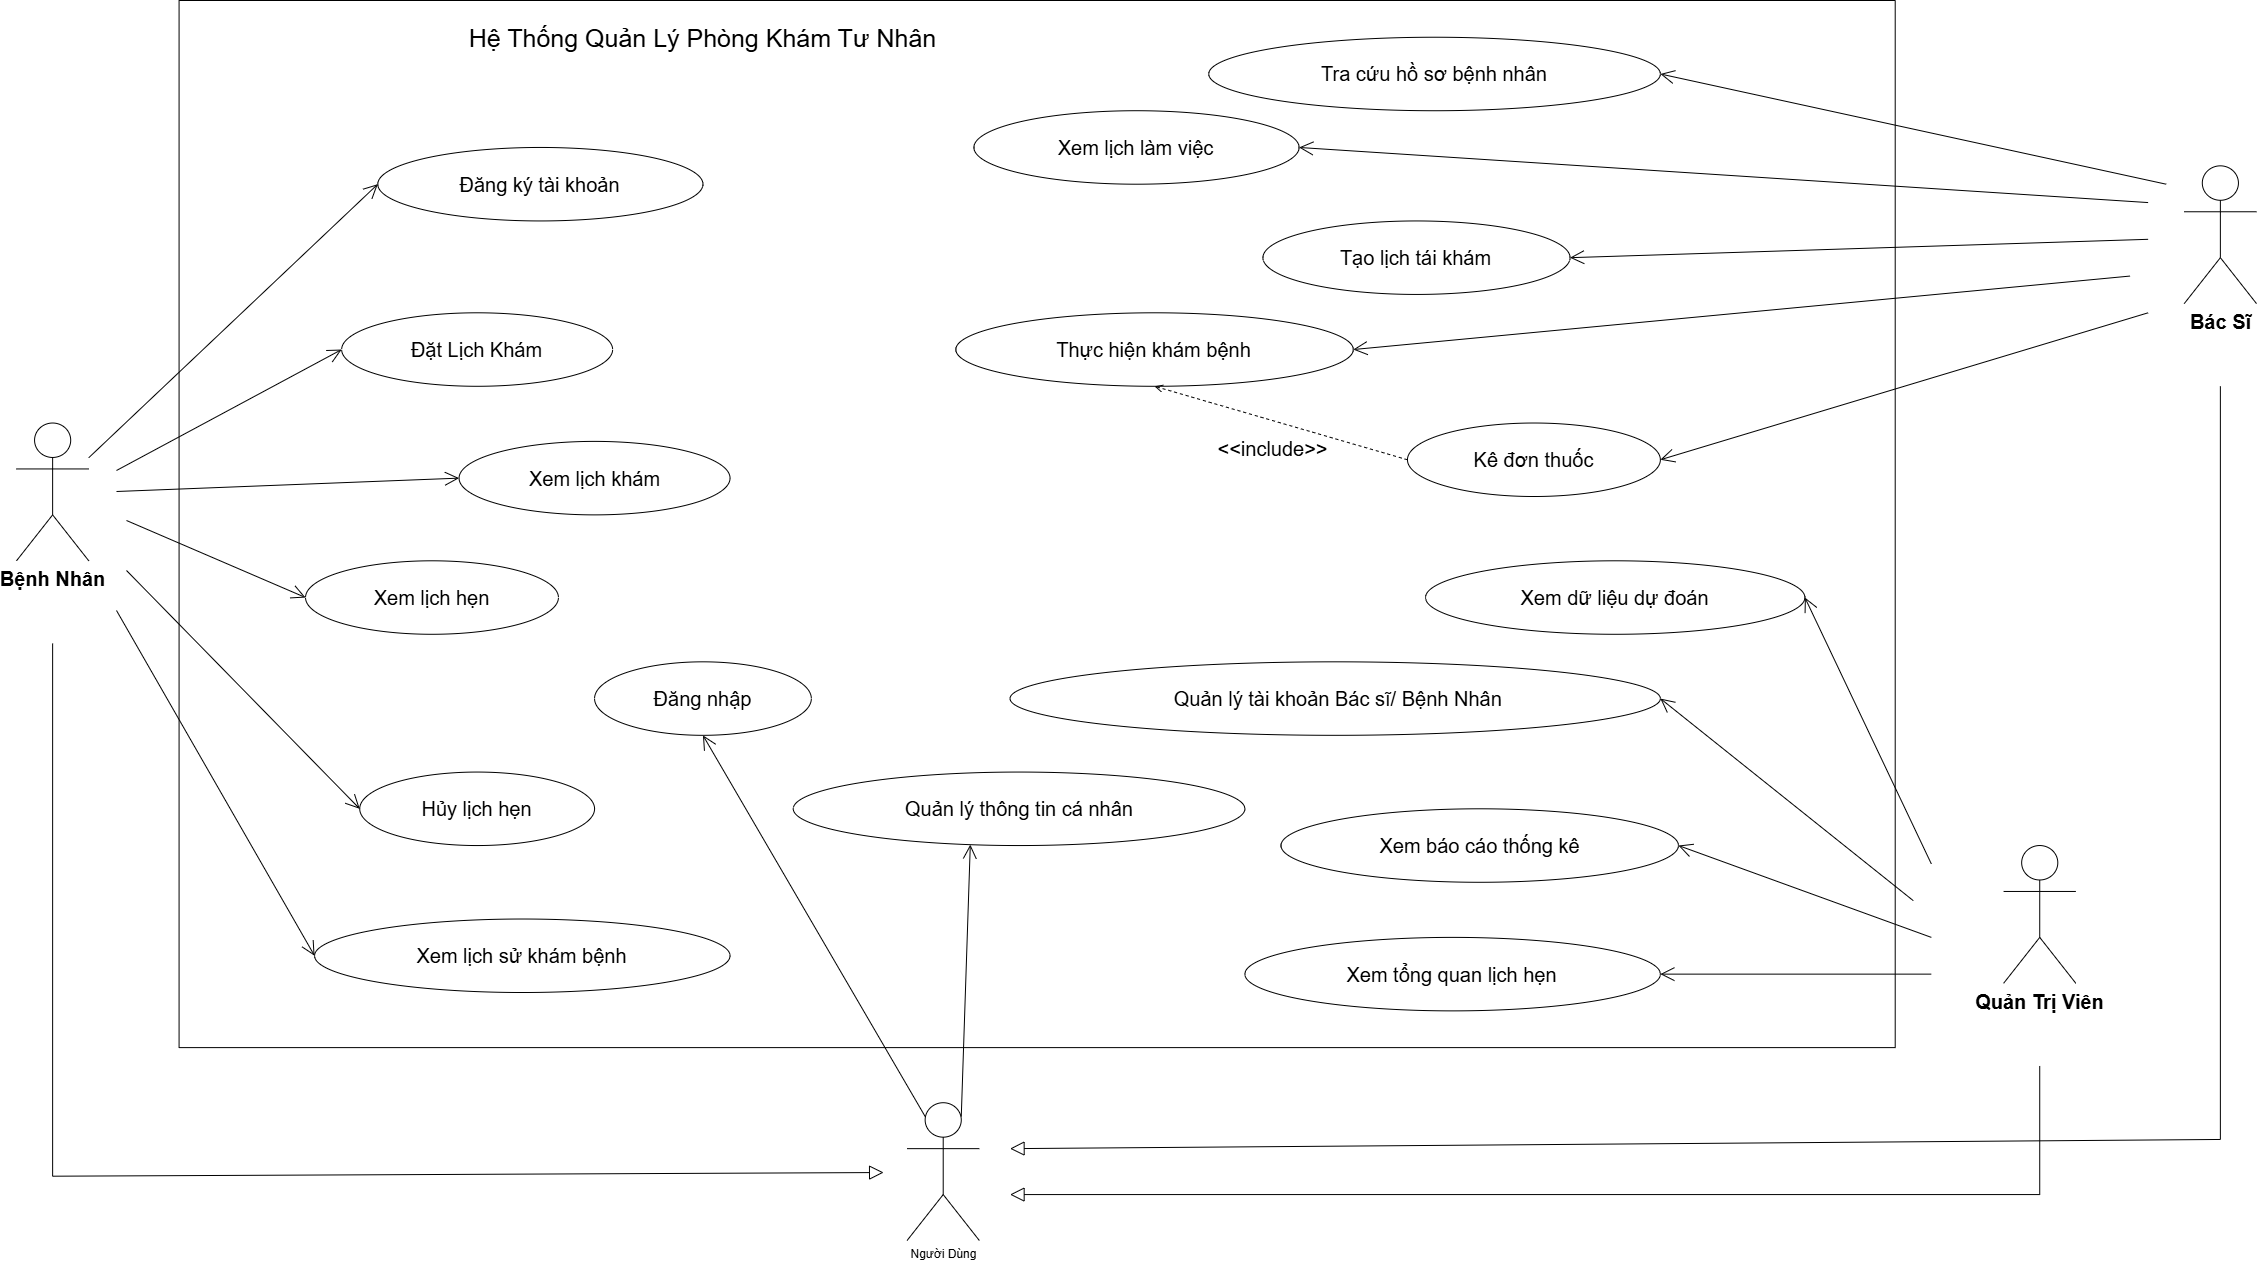 Hệ Thống Quản Lý Phòng Khám Tư Nhân
Tra cứu hồ sơ bệnh nhân
Xem lịch làm việc
Đăng ký tài khoản
Tạo lịch tái khám
Bác Sĩ
Đặt Lịch Khám
Thực hiện khám bệnh
<<include>>
Kê đơn thuốc
Xem lịch khám
Bệnh Nhân
Xem lịch hẹn
Xem dữ liệu dự đoán
Đăng nhập
Quản lý tài khoản Bác sĩ/ Bệnh Nhân
Hủy lịch hẹn
Quản lý thông tin cá nhân
Xem báo cáo thống kê
Xem lịch sử khám bệnh
Xem tổng quan lịch hẹn
Quản Trị Viên
Người Dùng